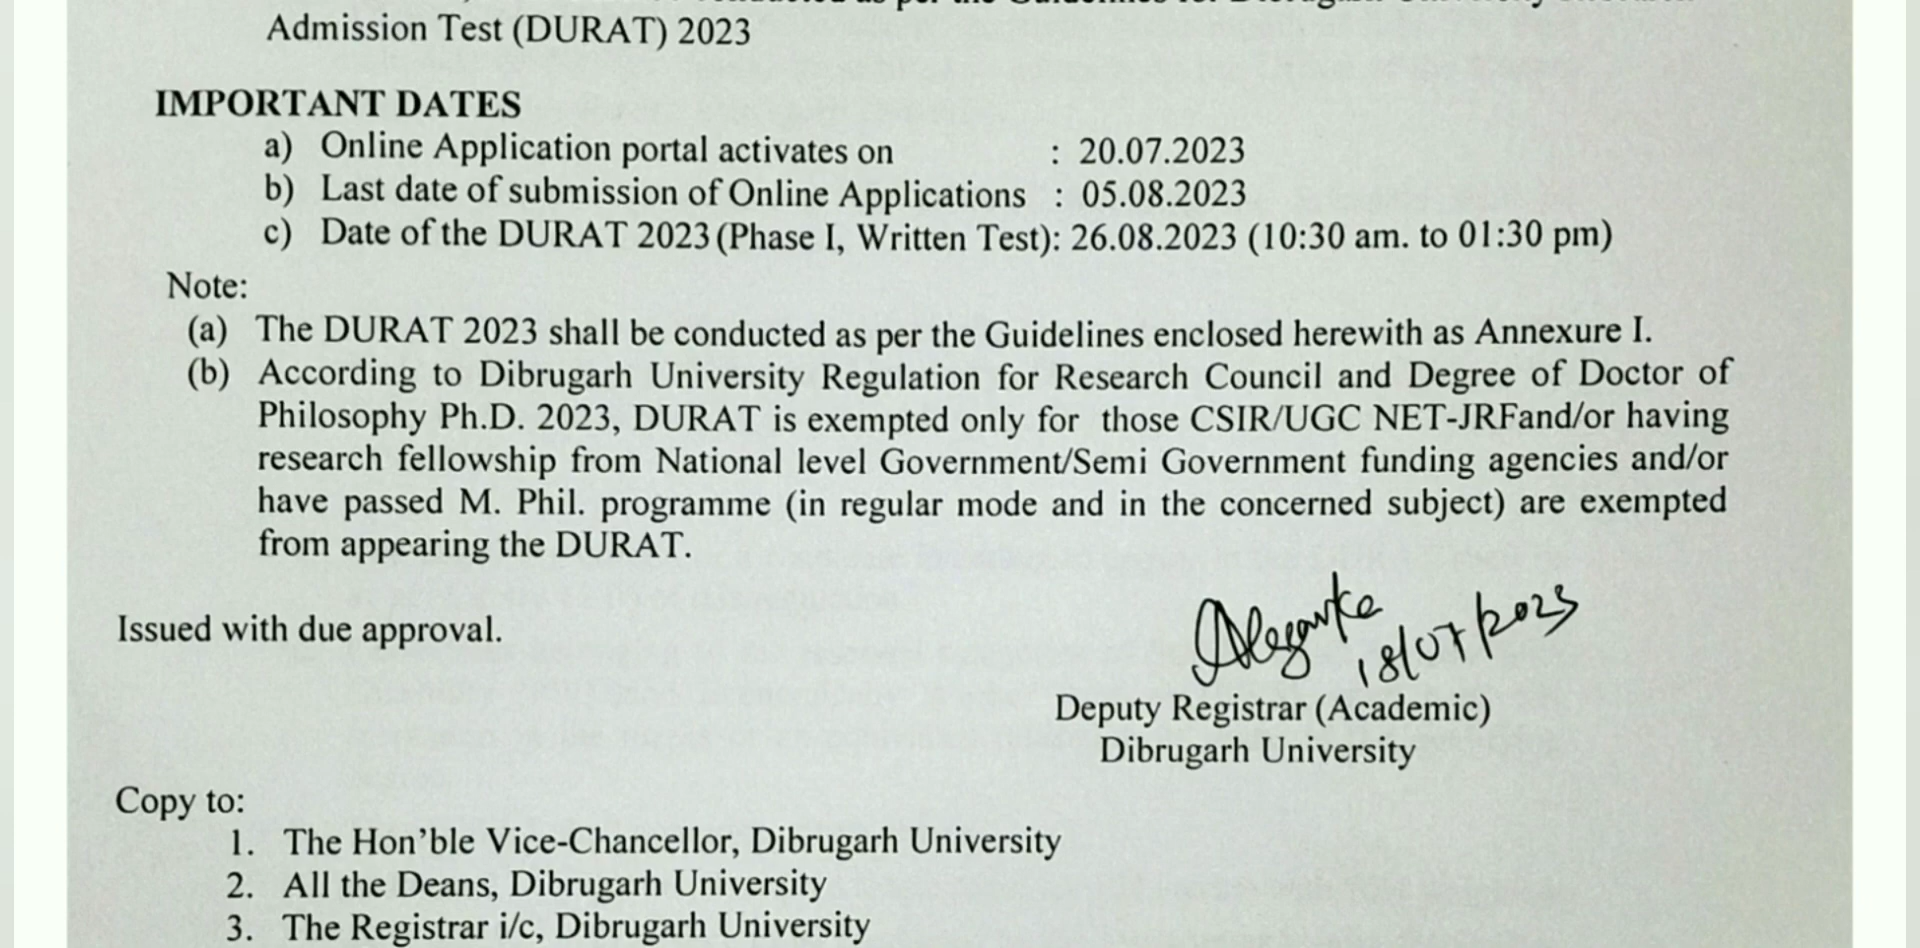 Admission Test (DURAT) 2023
IMPORTANT DATES
a) Online Application portal activates on : 20.07.2023
b) Last date of submission of Online Applications : 05.08.2023
c) Date of the DURAT 2023 (Phase I, Written Test): 26.08.2023 (10:30 am. to 01:30 pm)
Note:
(a) The DURAT 2023 shall be conducted as per the Guidelines enclosed herewith as Annexure I.
(b) According to Dibrugarh University Regulation for Research Council and Degree of Doctor of
Philosophy Ph.D. 2023, DURAT is exempted only for those CSIR/UGC NET-JRFand/or having
research fellowship from National level Government/Semi Government funding agencies and/or
have passed M. Phil. programme (in regular mode and in the concerned subject) are exempted
from appearing the DURAT.
Issued with due approval.
18/07/2023
Deputy Registrar (Academic)
Dibrugarh University
Copy to:
1. The Hon'ble Vice-Chancellor, Dibrugarh University
2. All the Deans, Dibrugarh University
3. The Registrar i/c, Dibrugarh University